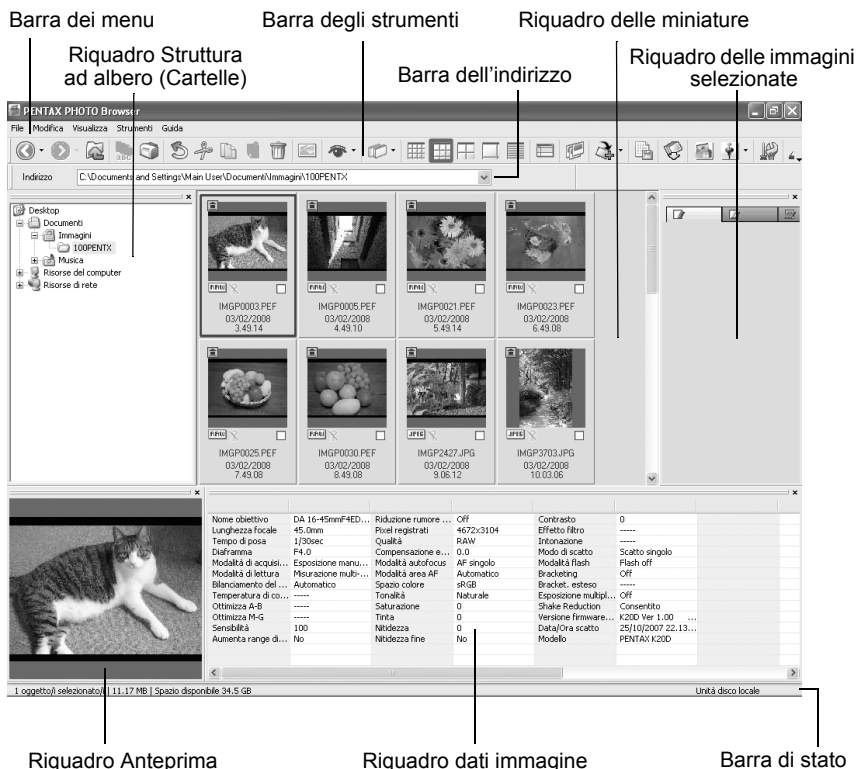 Barra dei menu
Barra degli strumenti
Riquadro delle miniature
Riquadro Struttura
ad albero (Cartelle)
Barra dell'indirizzo
Riquadro delle immagini
selezionate
PENTAX PHOTO Browser
File Modifica Visualizza Strumenti Guida
Indirizzo C:\Documents and Settings\Main User\Documenti\Immagini\100PENTX
Desktop
Documenti
Immagini
100PENTX
Musica
Risorse del computer
Risorse di rete
RAW RAW RAW RAW
IMGP0003.PEF IMGP0005.PEF IMGP0021.PEF IMGP0023.PEF
03/02/2008 03/02/2008 03/02/2008 03/02/2008
3.49.14 4.49.10 5.49.14 6.49.08
RAW RAW JPEG JPEG
IMGP0025.PEF IMGP0030.PEF IMGP2427.JPG IMGP3703.JPG
03/02/2008 03/02/2008 03/02/2008 03/02/2008
7.49.08 8.49.08 9.06.12 10.03.06
Nome obiettivo DA 16-45mmF4ED... Riduzione rumore ... Off Contrasto 0
Lunghezza focale 45.0mm Pixel registrati 4672x3104 Effetto filtro -----
Tempo di posa 1/30sec Qualità RAW Intonazione -----
Diaframma F4.0 Compensazione e... 0.0 Modo di scatto Scatto singolo
Modalità di acquisi... Esposizione manu... Modalità autofocus AF singolo Modalità flash Flash off
Modalità di lettura Misurazione multi-... Modalità area AF Automatico Bracketing Off
Bilanciamento del ... Automatico Spazio colore sRGB Bracket. esteso -----
Temperatura di co... ----- Tonalità Naturale Esposizione multipl... Off
Ottimizza A-B ----- Saturazione 0 Shake Reduction Consentito
Ottimizza M-G ----- Tinta 0 Versione firmware... K20D Ver 1.00 ...
Sensibilità 100 Nitidezza 0 Data/Ora scatto 25/10/2007 22.13...
Aumenta range di... No Nitidezza fine No Modello PENTAX K20D
1 oggetto/i selezionato/i | 11.17 MB | Spazio disponibile 34.5 GB Unità disco locale
Riquadro Anteprima
Riquadro dati immagine
Barra di stato